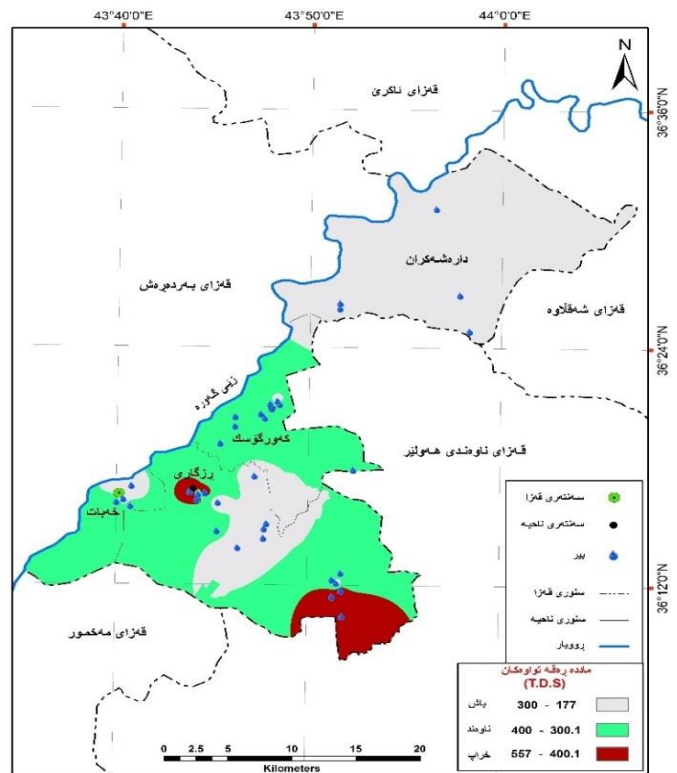 43°40'0"E 43°50'0"E 44°0'0"E
N
قەزای ئاکرێ
36°36'0"N
دارەشەکران
قەزای بەردەڕەش
قەزای شەقڵاوە
36°24'0"N
زێی گەورە
کەورگۆسک
قەزای ناوەندی هەولێر
ڕزگاری
خەبات
36°12'0"N
قەزای مەخمور
سەنتەری قەزا
سەنتەری ناحیە
بیر
سنوری قەزا
سنوری ناحیە
ڕووبار
ماددە ڕەقە تواوەکان
(T.D.S)
باش 177 - 300
ناوەند 300.1 - 400
خراپ 400.1 - 557
0 2.5 5 10 15 20
Kilometers